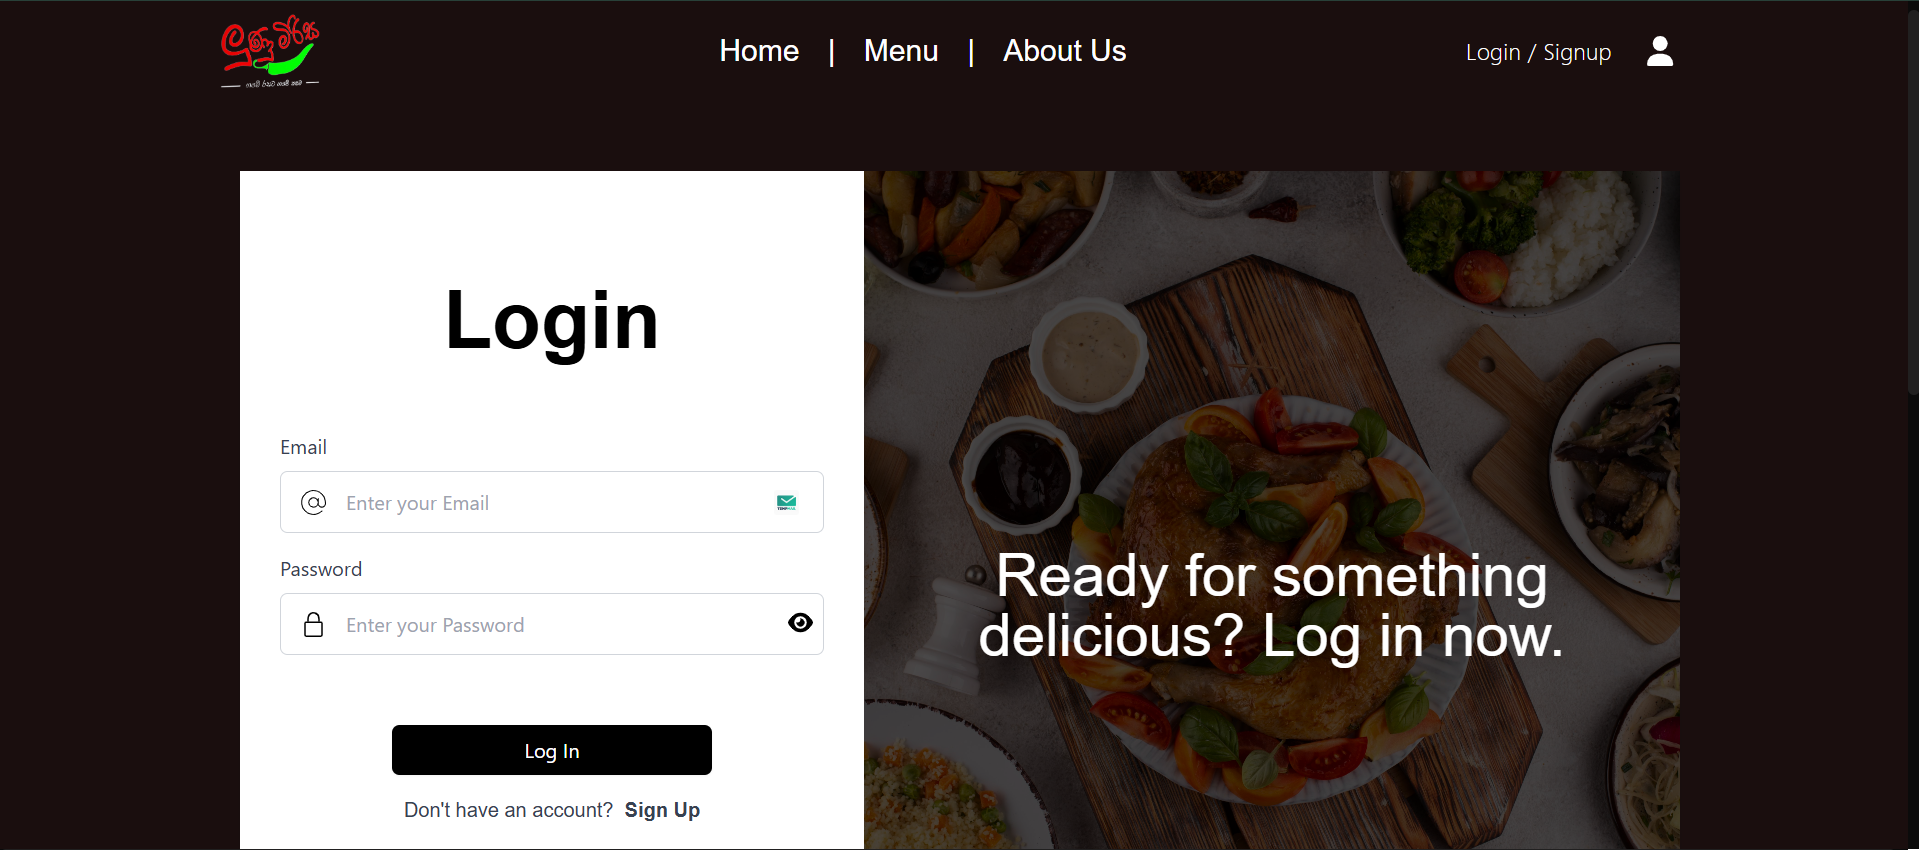 ලුණු මිරිස
Home | Menu | About Us
Login / Signup
Login
Email
Enter your Email
Password
Enter your Password
Log In
Don't have an account? Sign Up
Ready for something
delicious? Log in now.